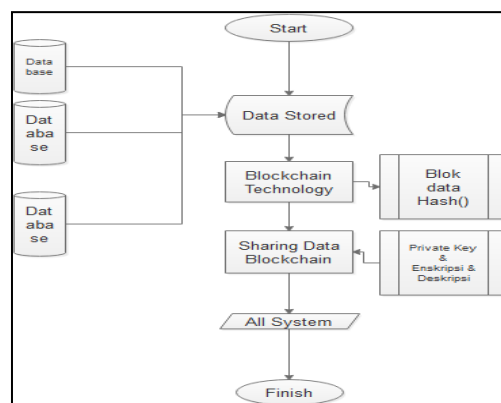 Start
Data
base
Dat
aba
se
Dat
aba
se
Data Stored
Blockchain
Technology
Blok
data
Hash()
Sharing Data
Blockchain
Private Key
&
Enskripsi &
Deskripsi
All System
Finish